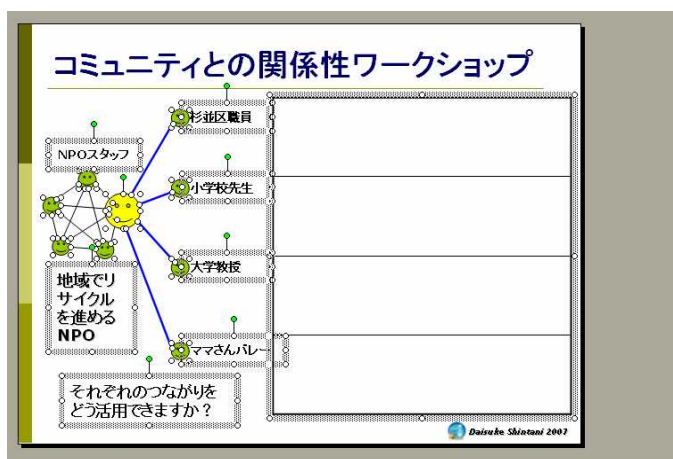 コミュニティとの関係性ワークショップ
杉並区職員
NPOスタッフ
小学校先生
大学教授
地域でリ
サイクル
を進める
NPO
ママさんバレー
それぞれのつながりを
どう活用できますか？
Daisuke Shintani 2007